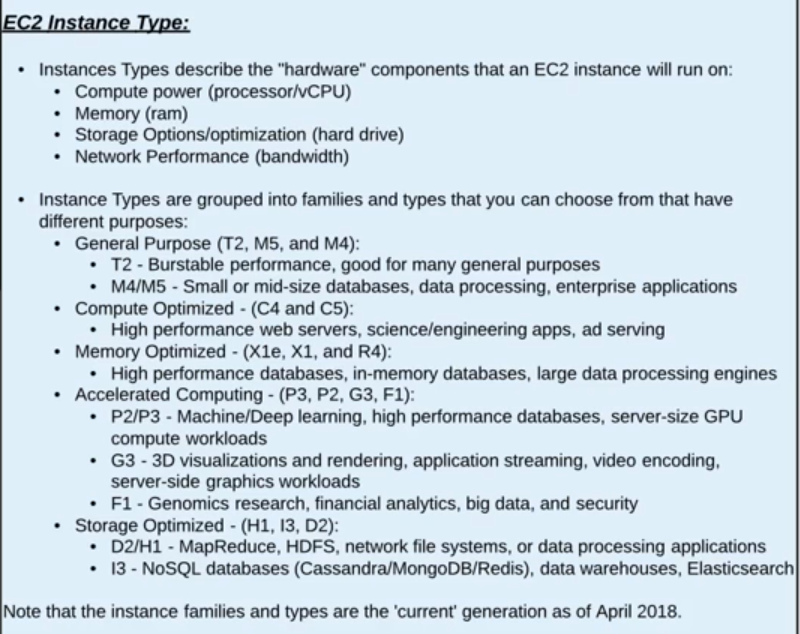 EC2 Instance Type:
• Instances Types describe the "hardware" components that an EC2 instance will run on:
• Compute power (processor/vCPU)
• Memory (ram)
• Storage Options/optimization (hard drive)
• Network Performance (bandwidth)
• Instance Types are grouped into families and types that you can choose from that have
different purposes:
• General Purpose (T2, M5, and M4):
• T2 - Burstable performance, good for many general purposes
• M4/M5 - Small or mid-size databases, data processing, enterprise applications
• Compute Optimized - (C4 and C5):
• High performance web servers, science/engineering apps, ad serving
• Memory Optimized - (X1e, X1, and R4):
• High performance databases, in-memory databases, large data processing engines
• Accelerated Computing - (P3, P2, G3, F1):
• P2/P3 - Machine/Deep learning, high performance databases, server-size GPU
compute workloads
• G3 - 3D visualizations and rendering, application streaming, video encoding,
server-side graphics workloads
• F1 - Genomics research, financial analytics, big data, and security
• Storage Optimized - (H1, I3, D2):
• D2/H1 - MapReduce, HDFS, network file systems, or data processing applications
• I3 - NoSQL databases (Cassandra/MongoDB/Redis), data warehouses, Elasticsearch
Note that the instance families and types are the 'current' generation as of April 2018.